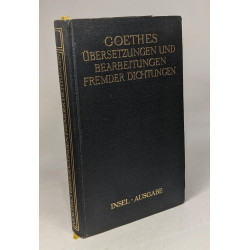 GOETHES
ÜBERSETZUNGEN UND
BEARBEITUNGEN
FREMDER DICHTUNGEN
INSEL-AUSGABE